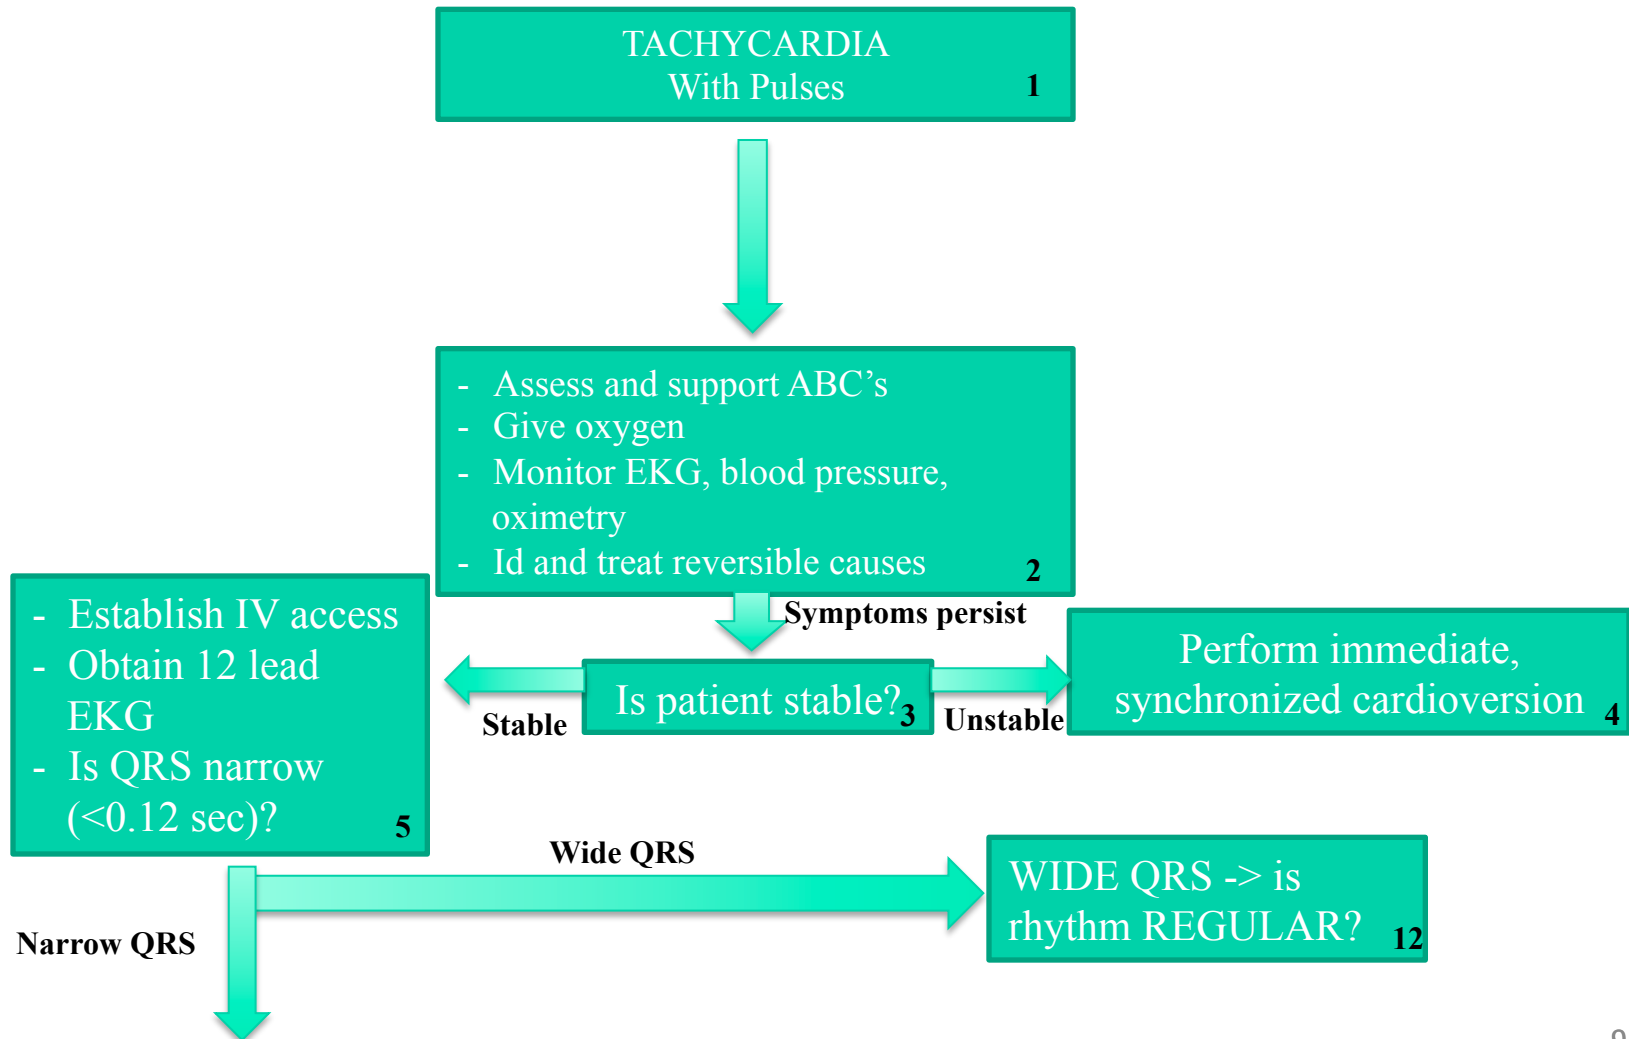 TACHYCARDIA
With Pulses
1
- Assess and support ABC’s
- Give oxygen
- Monitor EKG, blood pressure,
oximetry
- Id and treat reversible causes
2
Symptoms persist
Is patient stable?
3
Stable
Unstable
Perform immediate,
synchronized cardioversion
4
- Establish IV access
- Obtain 12 lead
EKG
- Is QRS narrow
(<0.12 sec)?
5
Wide QRS
WIDE QRS -> is
rhythm REGULAR?
12
Narrow QRS